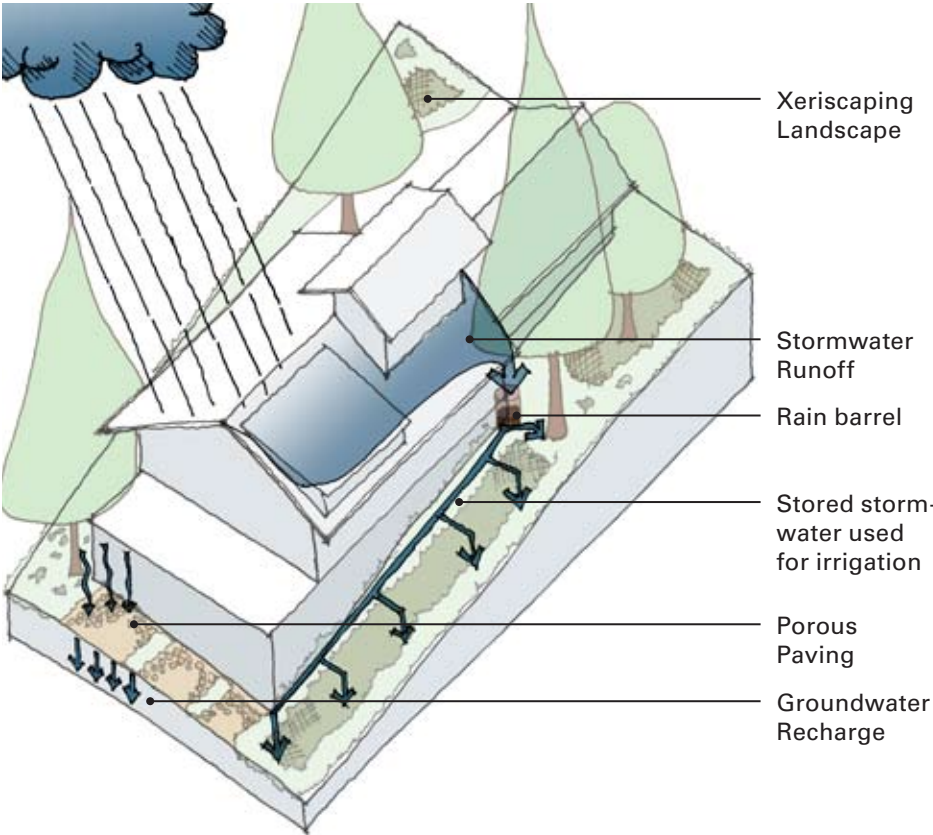 Xeriscaping
Landscape
Stormwater
Runoff
Rain barrel
Stored storm-
water used
for irrigation
Porous
Paving
Groundwater
Recharge